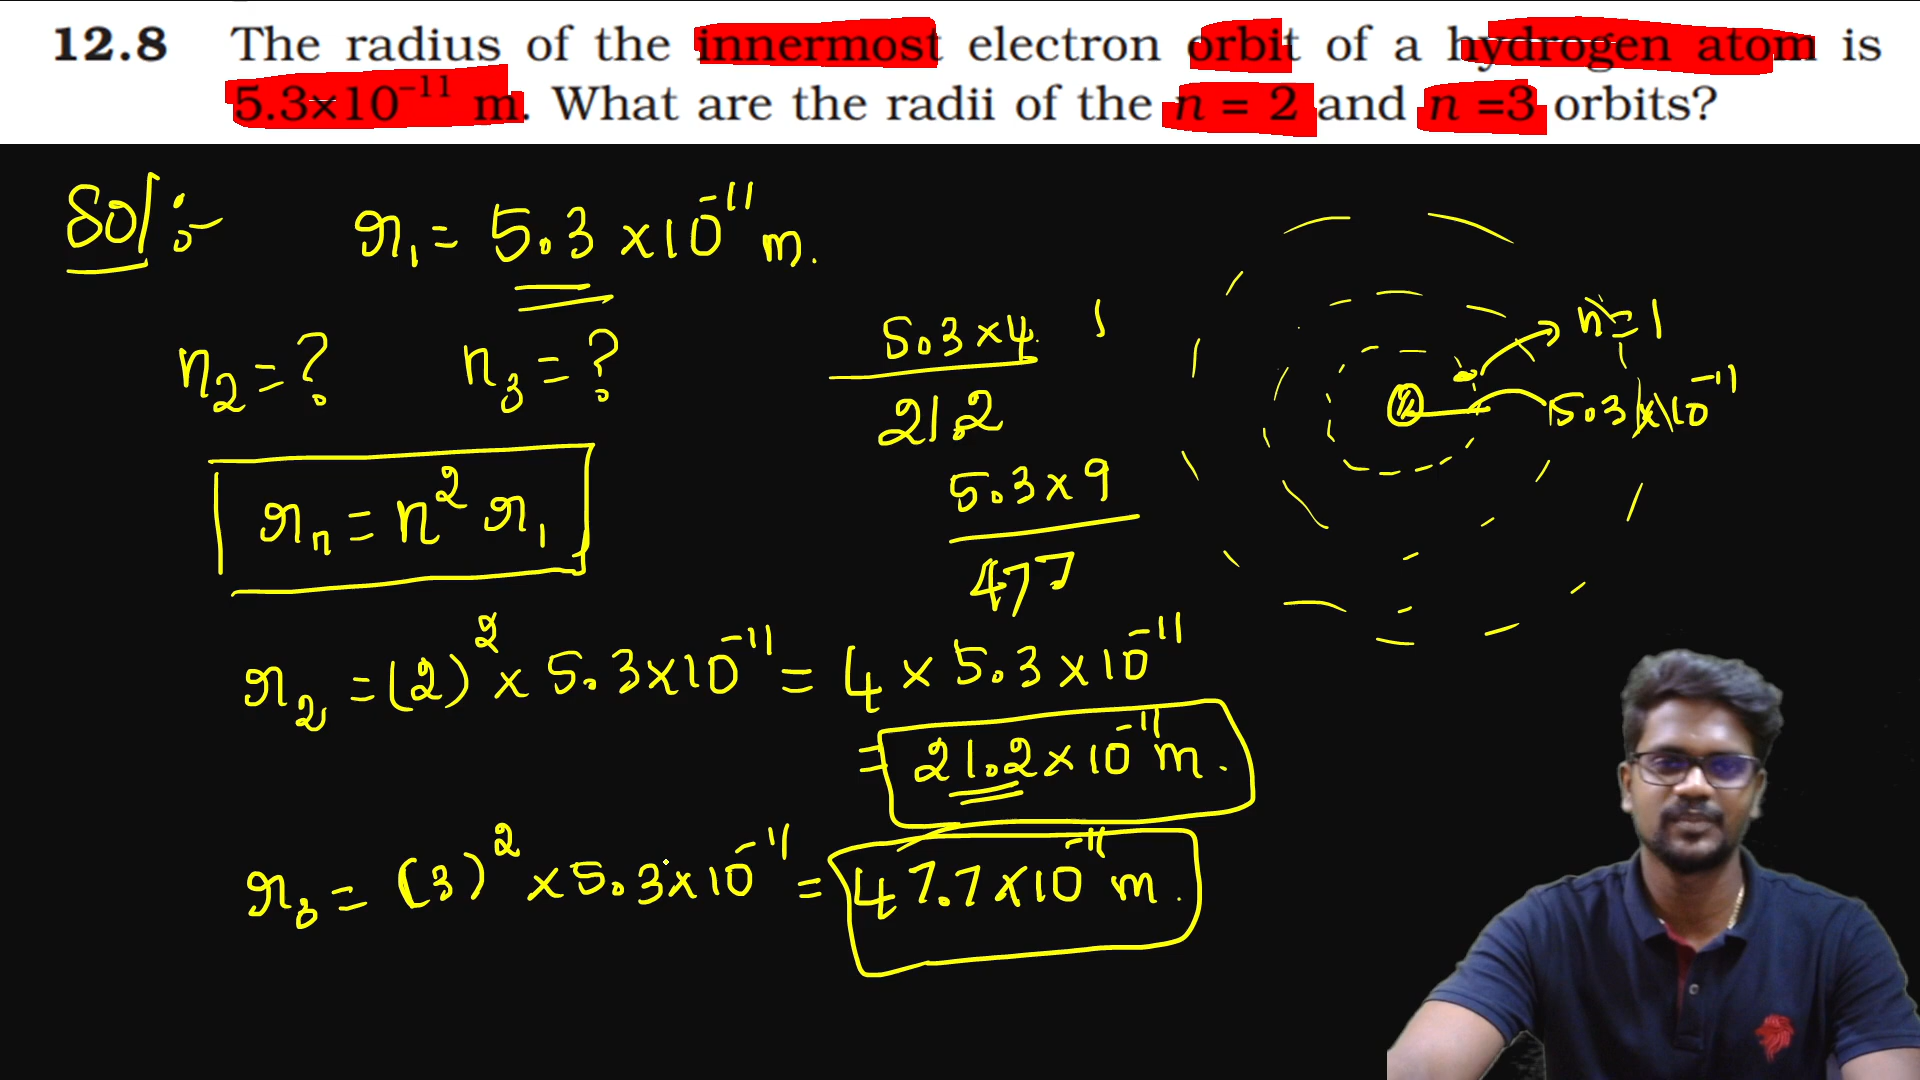 12.8 The radius of the innermost electron orbit of a hydrogen atom is
5.3×10⁻¹¹ m. What are the radii of the n = 2 and n =3 orbits?
Sol:-
r₁ = 5.3 × 10⁻¹¹ m.
n₂ = ? n₃ = ?
5.3 × 4
21.2
5.3 × 9
477
n = 1
5.3 × 10⁻¹¹
rₙ = n² r₁
r₂ = (2)² × 5.3 × 10⁻¹¹ = 4 × 5.3 × 10⁻¹¹
= 21.2 × 10⁻¹¹ m.
r₃ = (3)² × 5.3 × 10⁻¹¹ = 47.7 × 10⁻¹¹ m.